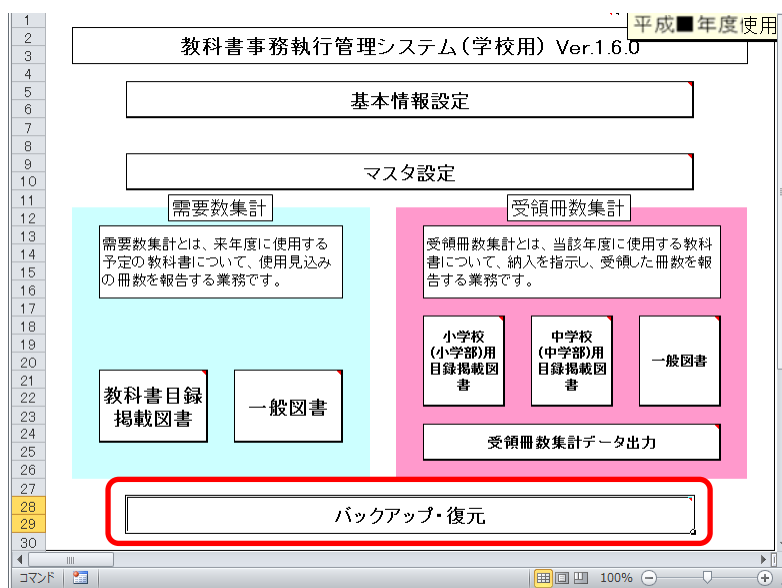 平成■年度使用
教科書事務執行管理システム(学校用) Ver.1.6.0
基本情報設定
マスタ設定
需要数集計
需要数集計とは、来年度に使用する
予定の教科書について、使用見込み
の冊数を報告する業務です。
教科書目録
掲載図書
一般図書
受領冊数集計
受領冊数集計とは、当該年度に使用する教科
書について、納入を指示し、受領した冊数を報
告する業務です。
小学校
(小学部)用
目録掲載図
書
中学校
(中学部)用
目録掲載図
書
一般図書
受領冊数集計データ出力
バックアップ・復元
1
2
3
4
5
6
7
8
9
10
11
12
13
14
15
16
17
18
19
20
21
22
23
24
25
26
27
28
29
30
コマンド
100%